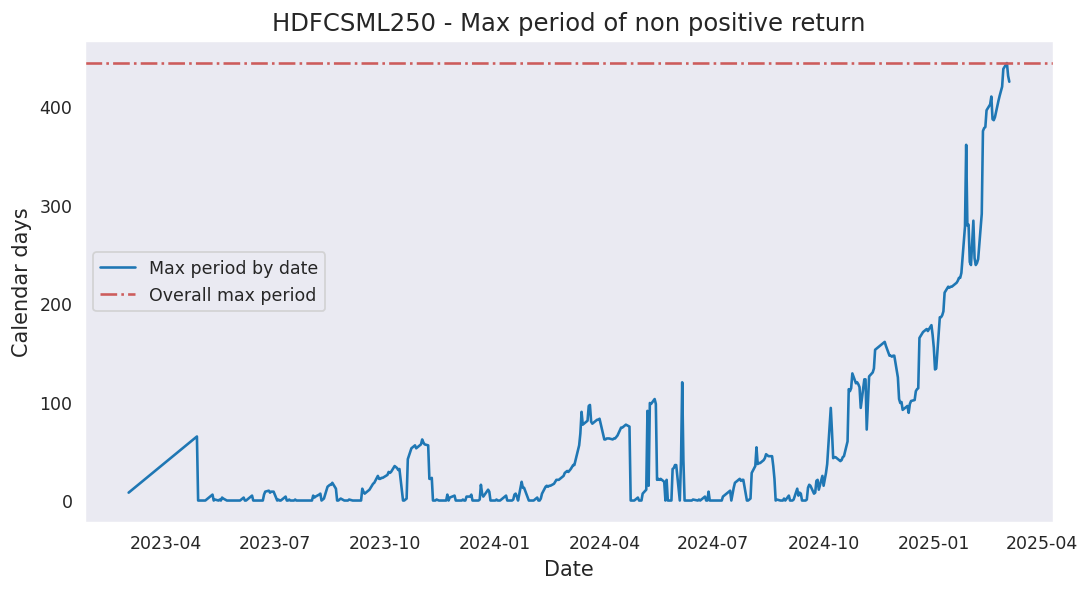 HDFCSML250 - Max period of non positive return
Calendar days
400
300
200
100
0
Max period by date
Overall max period
2023-04 2023-07 2023-10 2024-01 2024-04 2024-07 2024-10 2025-01 2025-04
Date